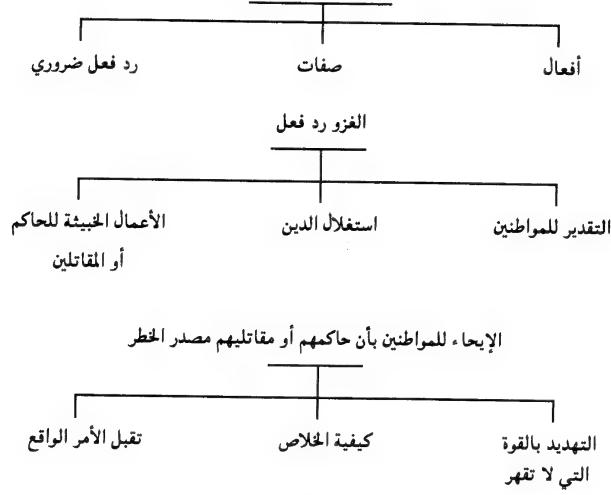 أفعال صفات رد فعل ضروري
الغزو رد فعل
التقدير للمواطنين استغلال الدين الأعمال الخبيثة للحاكم
أو المقاتلين
الإيحاء للمواطنين بأن حاكمهم أو مقاتليهم مصدر الخطر
التهديد بالقوة كيفية الخلاص تقبل الأمر الواقع
التي لا تقهر